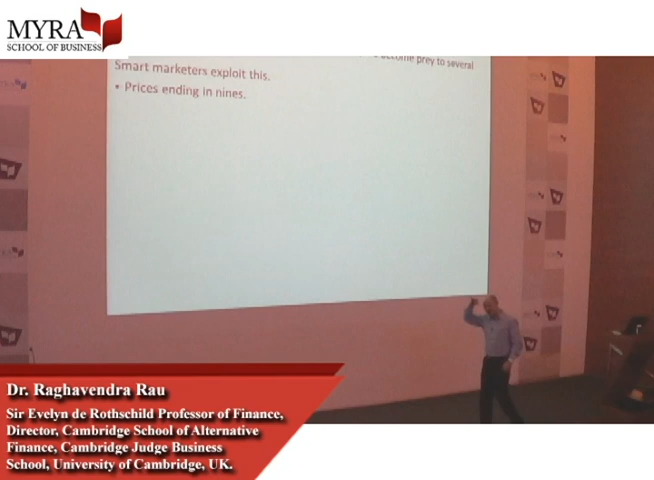 MYRA
SCHOOL OF BUSINESS
become prey to several
Smart marketers exploit this.
• Prices ending in nines.
Dr. Raghavendra Rau
Sir Evelyn de Rothschild Professor of Finance,
Director, Cambridge School of Alternative
Finance, Cambridge Judge Business
School, University of Cambridge, UK.